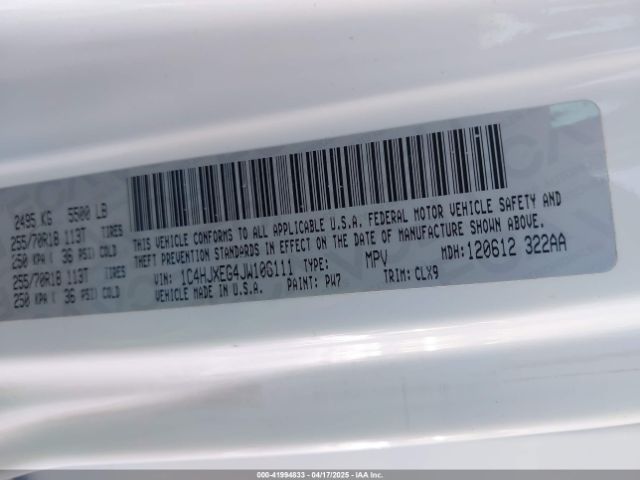 2495 KG 5500 LB
255/70R18 113T TIRES
250 KPA ( 36 PSI) COLD
255/70R18 113T TIRES
250 KPA ( 36 PSI) COLD
THIS VEHICLE CONFORMS TO ALL APPLICABLE U.S.A. FEDERAL MOTOR VEHICLE SAFETY AND
THEFT PREVENTION STANDARDS IN EFFECT ON THE DATE OF MANUFACTURE SHOWN ABOVE.
VIN: 1C4HJXEG4JW106111 TYPE: MPV MDH: 120612 322AA
MADE IN U.S.A. PAINT: PW7 TRIM: CLX9
000-41994633 04/17/2025 IAA Inc.